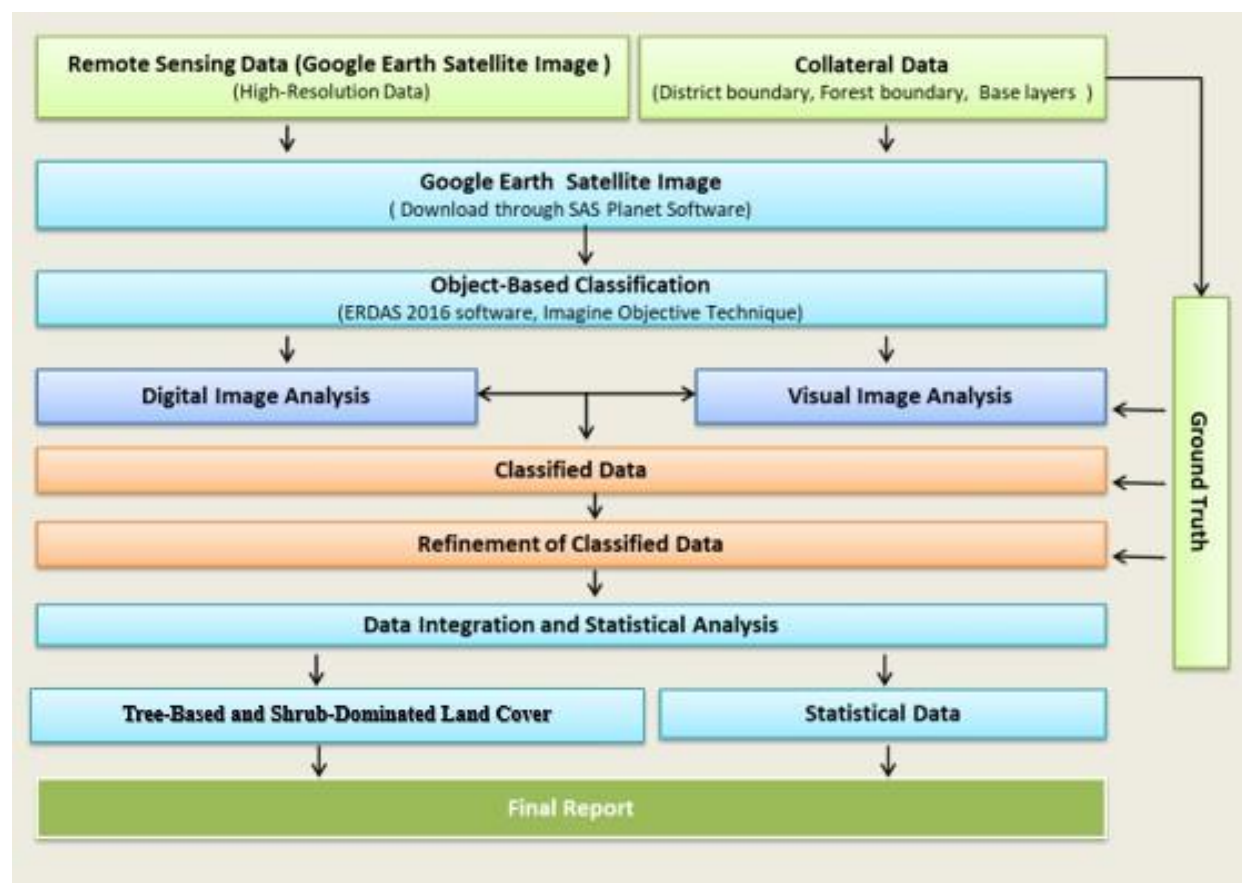 Remote Sensing Data (Google Earth Satellite Image )
(High-Resolution Data)
Collateral Data
(District boundary, Forest boundary, Base layers )
Google Earth Satellite Image
( Download through SAS Planet Software)
Object-Based Classification
(ERDAS 2016 software, Imagine Objective Technique)
Digital Image Analysis
Visual Image Analysis
Ground Truth
Classified Data
Refinement of Classified Data
Data Integration and Statistical Analysis
Tree-Based and Shrub-Dominated Land Cover
Statistical Data
Final Report